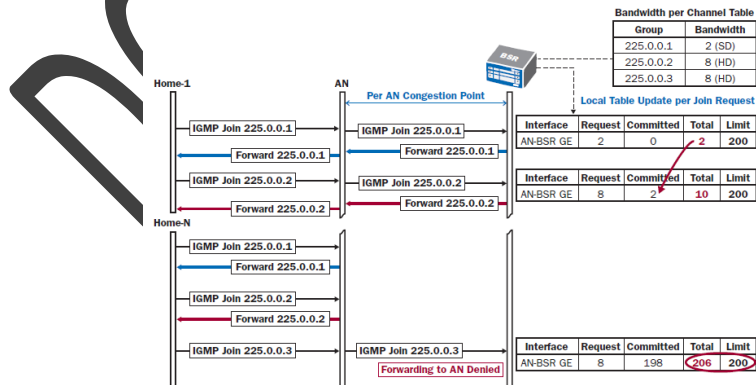 Bandwidth per Channel Table
Group Bandwidth
225.0.0.1 2 (SD)
225.0.0.2 8 (HD)
225.0.0.3 8 (HD)
BSR
Home-1 AN
Per AN Congestion Point
Local Table Update per Join Request
IGMP Join 225.0.0.1
IGMP Join 225.0.0.1
Forward 225.0.0.1
Forward 225.0.0.1
Interface Request Committed Total Limit
AN-BSR GE 2 0 2 200
IGMP Join 225.0.0.2
IGMP Join 225.0.0.2
Forward 225.0.0.2
Forward 225.0.0.2
Interface Request Committed Total Limit
AN-BSR GE 8 2 10 200
Home-N
IGMP Join 225.0.0.1
Forward 225.0.0.1
IGMP Join 225.0.0.2
Forward 225.0.0.2
IGMP Join 225.0.0.3
IGMP Join 225.0.0.3
Forwarding to AN Denied
Interface Request Committed Total Limit
AN-BSR GE 8 198 206 200